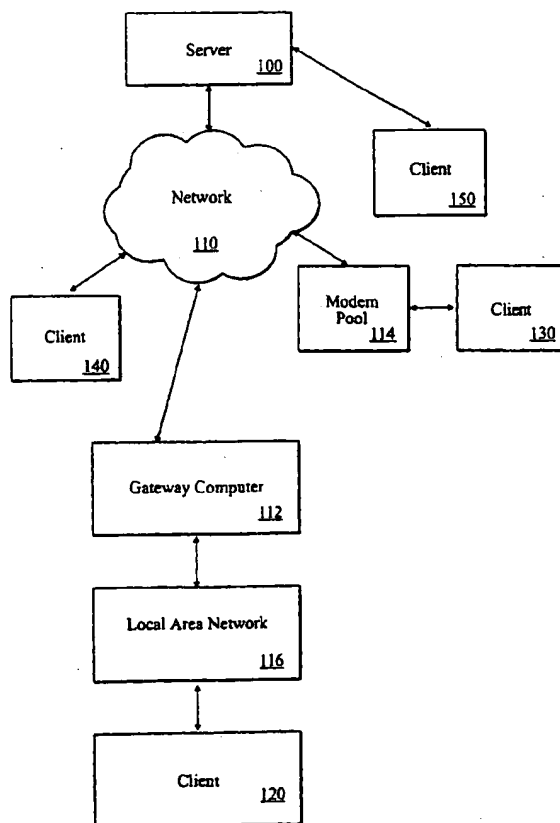 Server
100
Client
150
Network
110
Modem
Pool
114
Client
130
Client
140
Gateway Computer
112
Local Area Network
116
Client
120